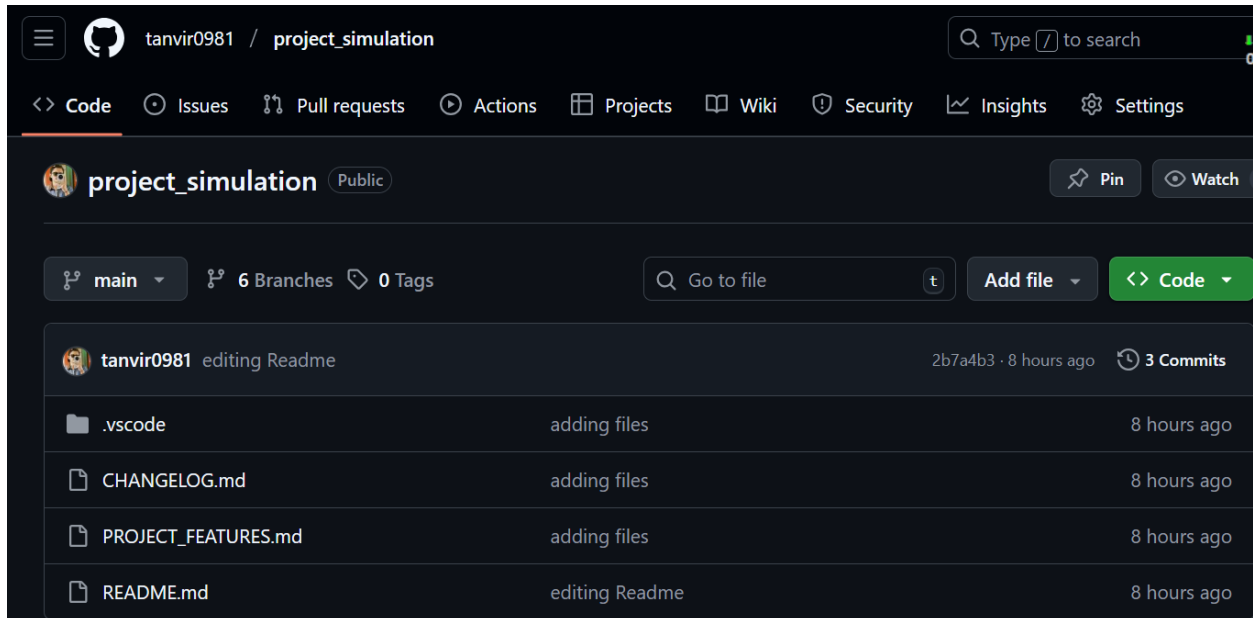 tanvir0981 / project_simulation
Type / to search
Code Issues Pull requests Actions Projects Wiki Security Insights Settings
project_simulation Public Pin Watch
main 6 Branches 0 Tags Go to file t Add file Code
tanvir0981 editing Readme 2b7a4b3 · 8 hours ago 3 Commits
.vscode adding files 8 hours ago
CHANGELOG.md adding files 8 hours ago
PROJECT_FEATURES.md adding files 8 hours ago
README.md editing Readme 8 hours ago